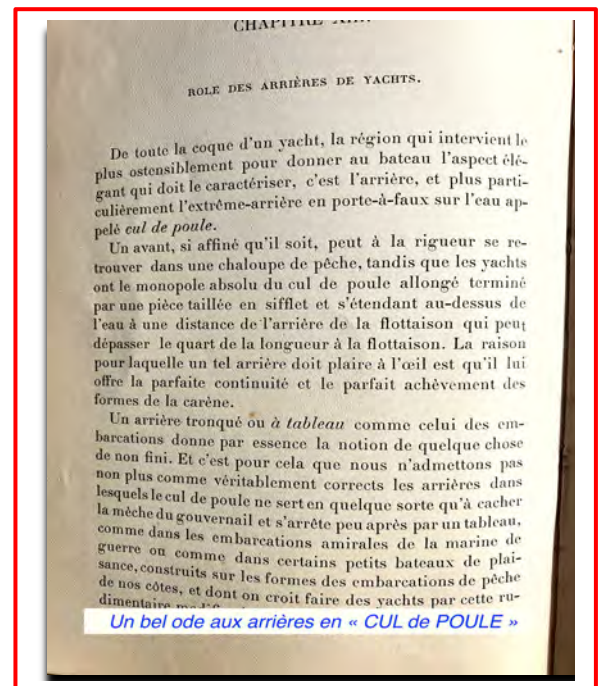 CHAPITRE
ROLE DES ARRIÈRES DE YACHTS.
De toute la coque d'un yacht, la région qui intervient le
plus ostensiblement pour donner au bateau l'aspect élé-
gant qui doit le caractériser, c'est l'arrière, et plus parti-
culièrement l'extrême-arrière en porte-à-faux sur l'eau ap-
pelé cul de poule.
Un avant, si affiné qu'il soit, peut à la rigueur se re-
trouver dans une chaloupe de pêche, tandis que les yachts
ont le monopole absolu du cul de poule allongé terminé
par une pièce taillée en sifflet et s'étendant au-dessus de
l'eau à une distance de l'arrière de la flottaison qui peut
dépasser le quart de la longueur à la flottaison. La raison
pour laquelle un tel arrière doit plaire à l'œil est qu'il lui
offre la parfaite continuité et le parfait achèvement des
formes de la carène.
Un arrière tronqué ou à tableau comme celui des em-
barcations donne par essence la notion de quelque chose
de non fini. Et c'est pour cela que nous n'admettons pas
non plus comme véritablement corrects les arrières dans
lesquels le cul de poule ne sert en quelque sorte qu'à cacher
la mèche du gouvernail et s'arrête peu après par un tableau,
comme dans les embarcations amirales de la marine de
guerre ou comme dans certains petits bateaux de plai-
sance, construits sur les formes des embarcations de pêche
de nos côtes, et dont on croit faire des yachts par cette ru-
dimentaire
Un bel ode aux arrières en « CUL de POULE »